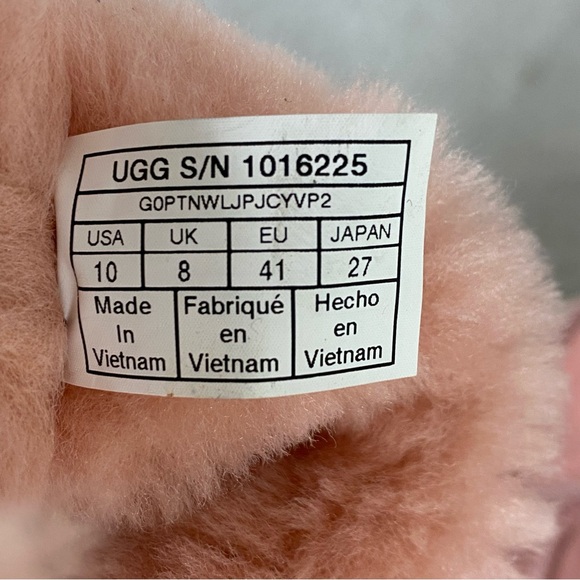 UGG S/N 1016225
G0PTNWLJPJCYVP2
USA UK EU JAPAN
10 8 41 27
Made Fabriqué Hecho
In en en
Vietnam Vietnam Vietnam